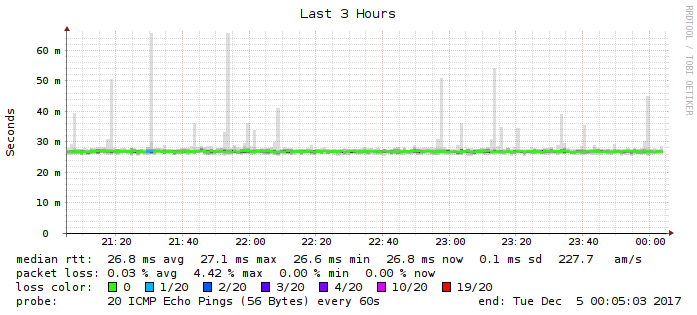 Last 3 Hours
RRDTOOL / TOBI OETIKER
Seconds
60 m
50 m
40 m
30 m
20 m
10 m
0
21:20 21:40 22:00 22:20 22:40 23:00 23:20 23:40 00:00
median rtt: 26.8 ms avg 27.1 ms max 26.6 ms min 26.8 ms now 0.1 ms sd 227.7 am/s
packet loss: 0.03 % avg 4.42 % max 0.00 % min 0.00 % now
loss color: 0 1/20 2/20 3/20 4/20 10/20 19/20
probe: 20 ICMP Echo Pings (56 Bytes) every 60s end: Tue Dec 5 00:05:03 2017